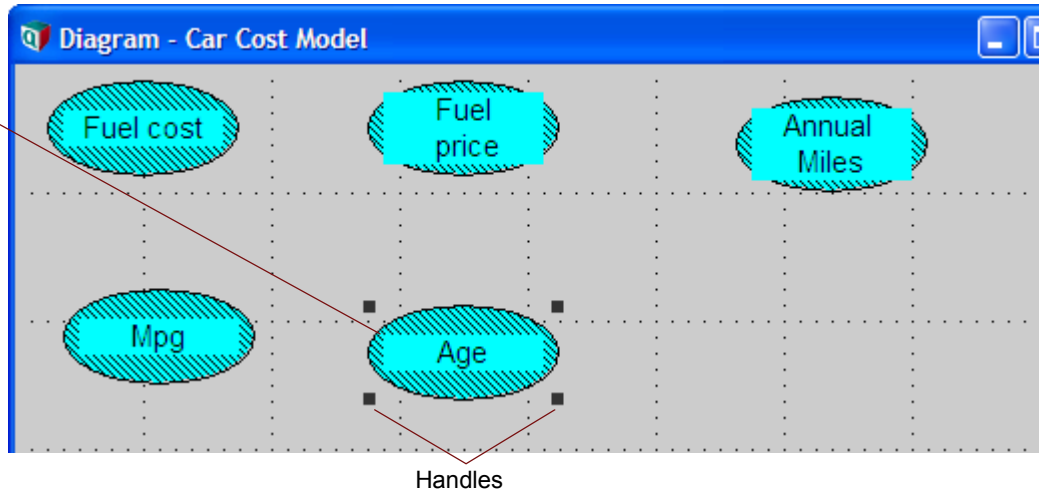 Diagram - Car Cost Model
Fuel cost
Fuel
price
Annual
Miles
Mpg
Age
Handles